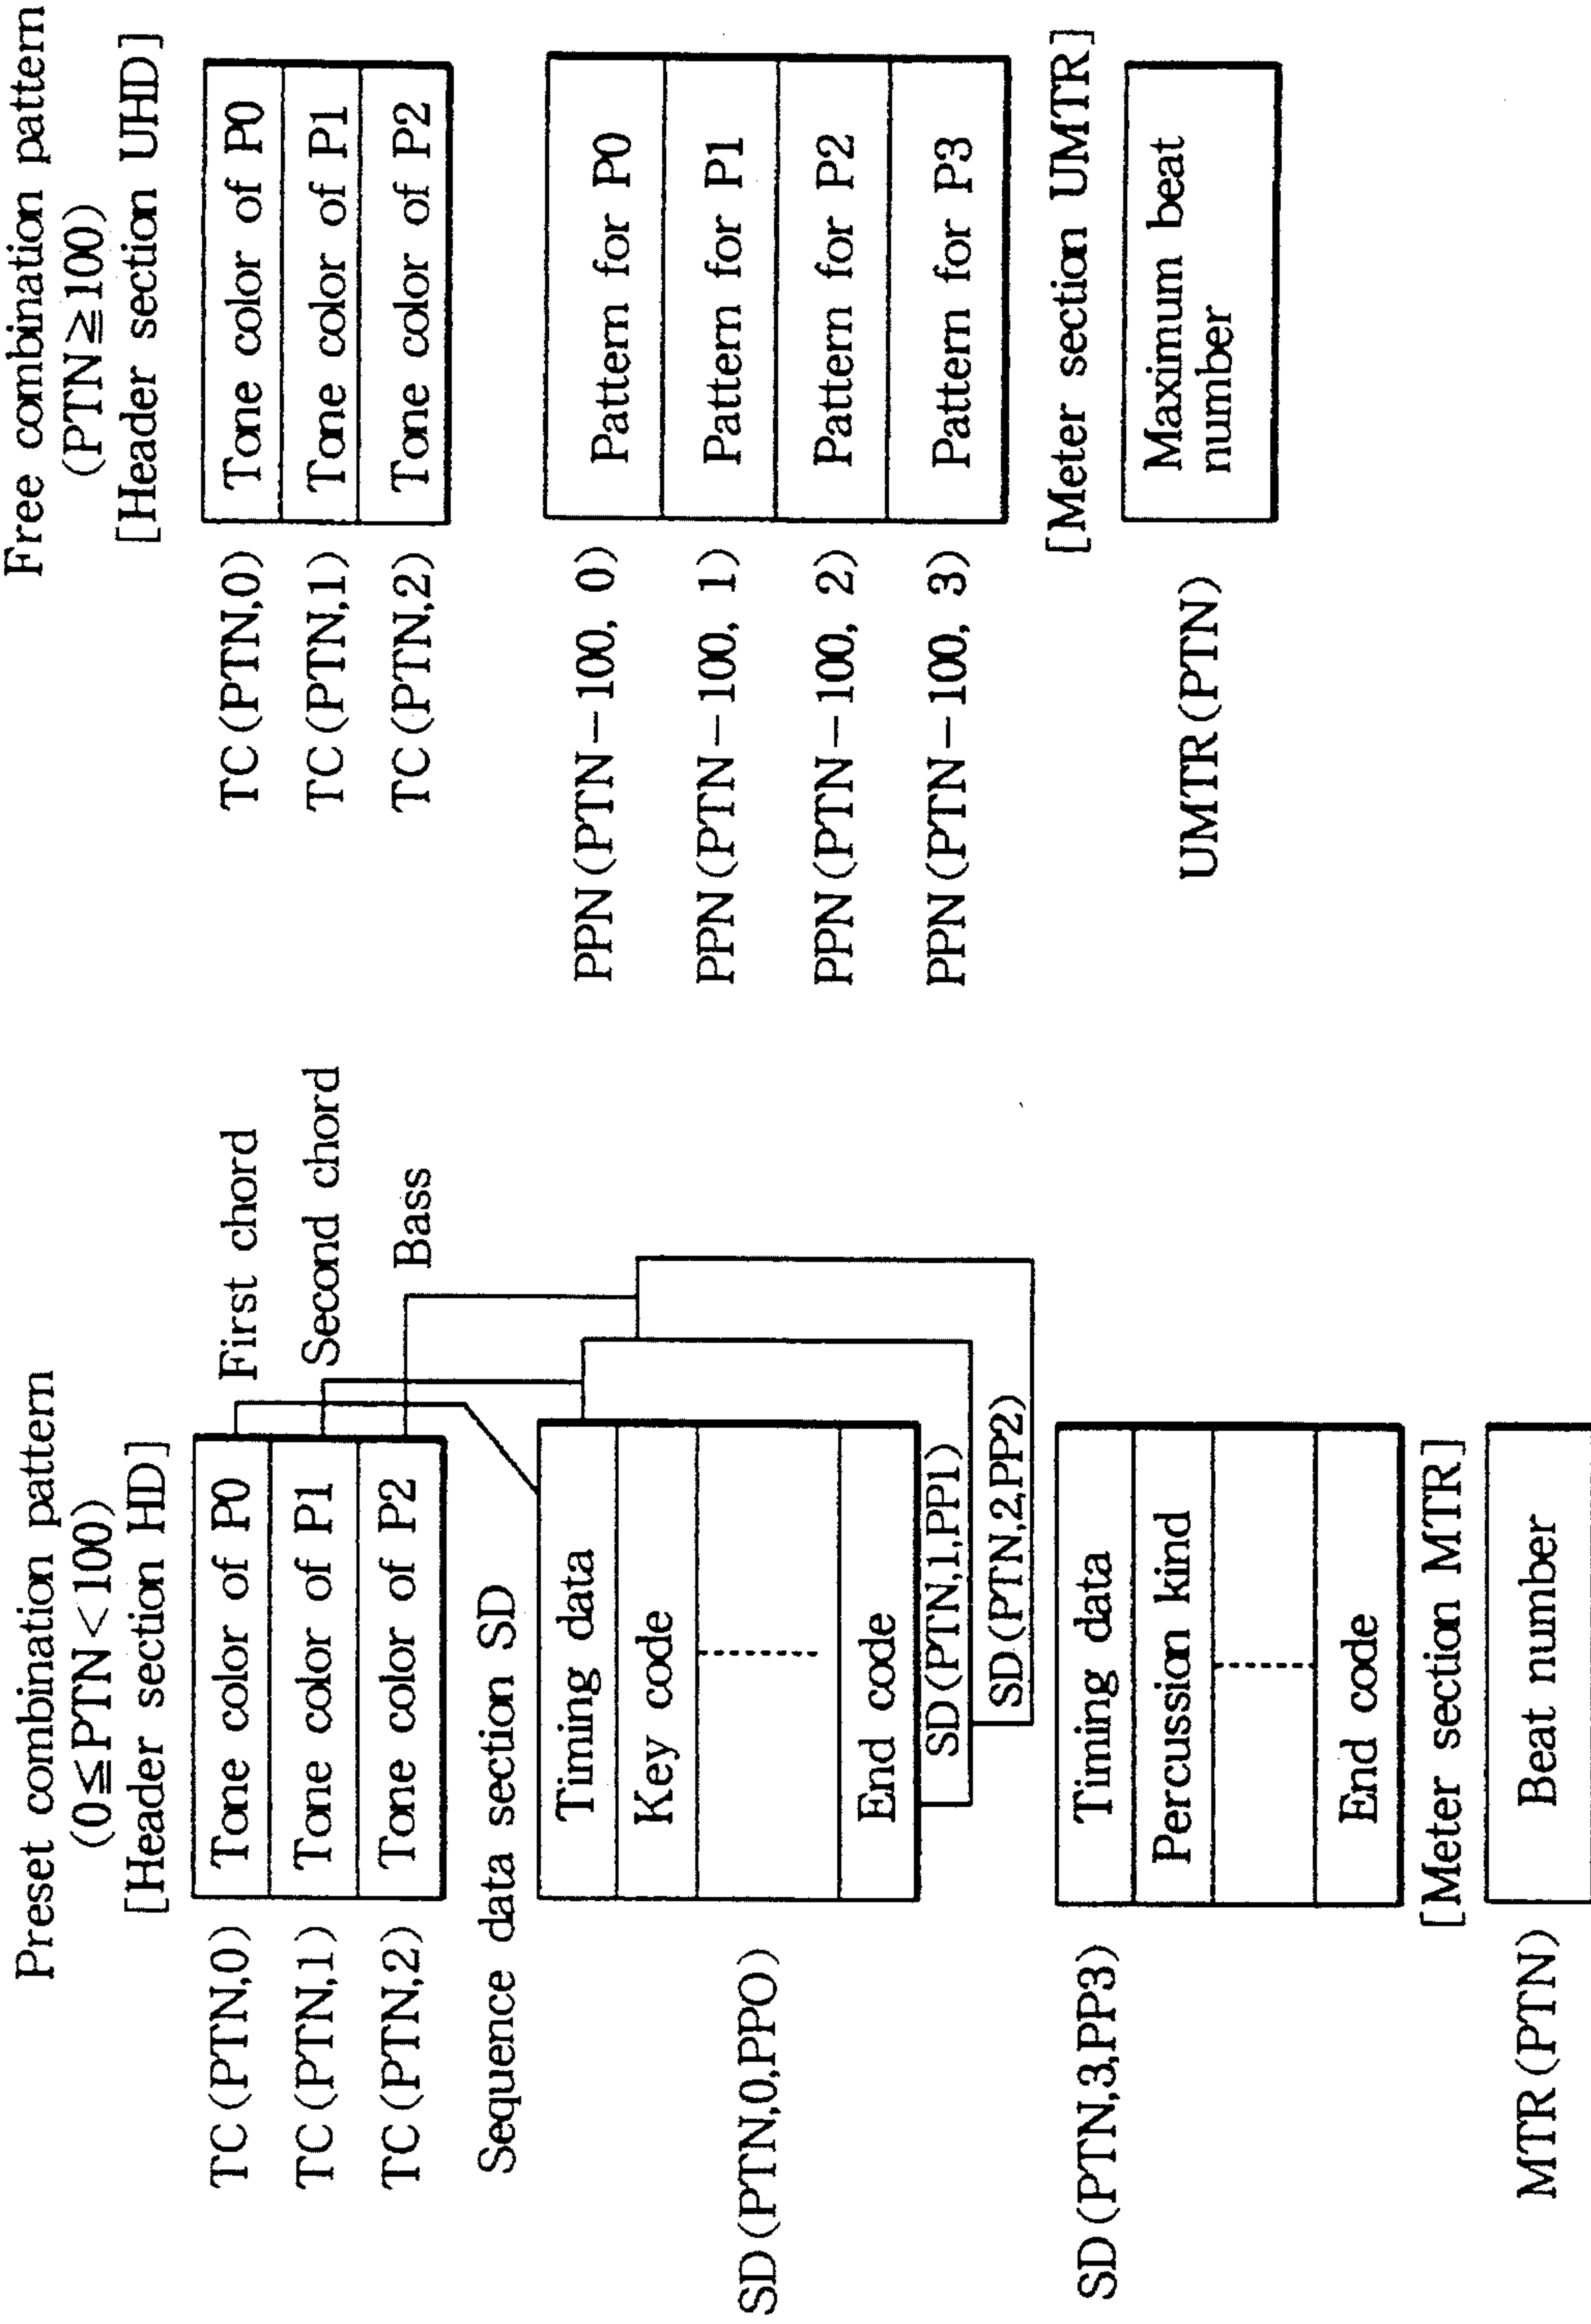 Preset combination pattern
(0≦PTN<100)
[Header section HD]
TC(PTN,0) Tone color of P0 First chord
TC(PTN,1) Tone color of P1 Second chord
TC(PTN,2) Tone color of P2 Bass
Sequence data section SD
Timing data
Key code
SD(PTN,0,PPO)
End code
SD(PTN,1,PP1)
SD(PTN,2,PP2)
SD(PTN,3,PP3) Timing data
Percussion kind
End code
[Meter section MTR]
MTR(PTN) Beat number
Free combination pattern
(PTN≧100)
[Header section UHD]
TC(PTN,0) Tone color of P0
TC(PTN,1) Tone color of P1
TC(PTN,2) Tone color of P2
PPN(PTN−100, 0) Pattern for P0
PPN(PTN−100, 1) Pattern for P1
PPN(PTN−100, 2) Pattern for P2
PPN(PTN−100, 3) Pattern for P3
[Meter section UMTR]
UMTR(PTN) Maximum beat
number